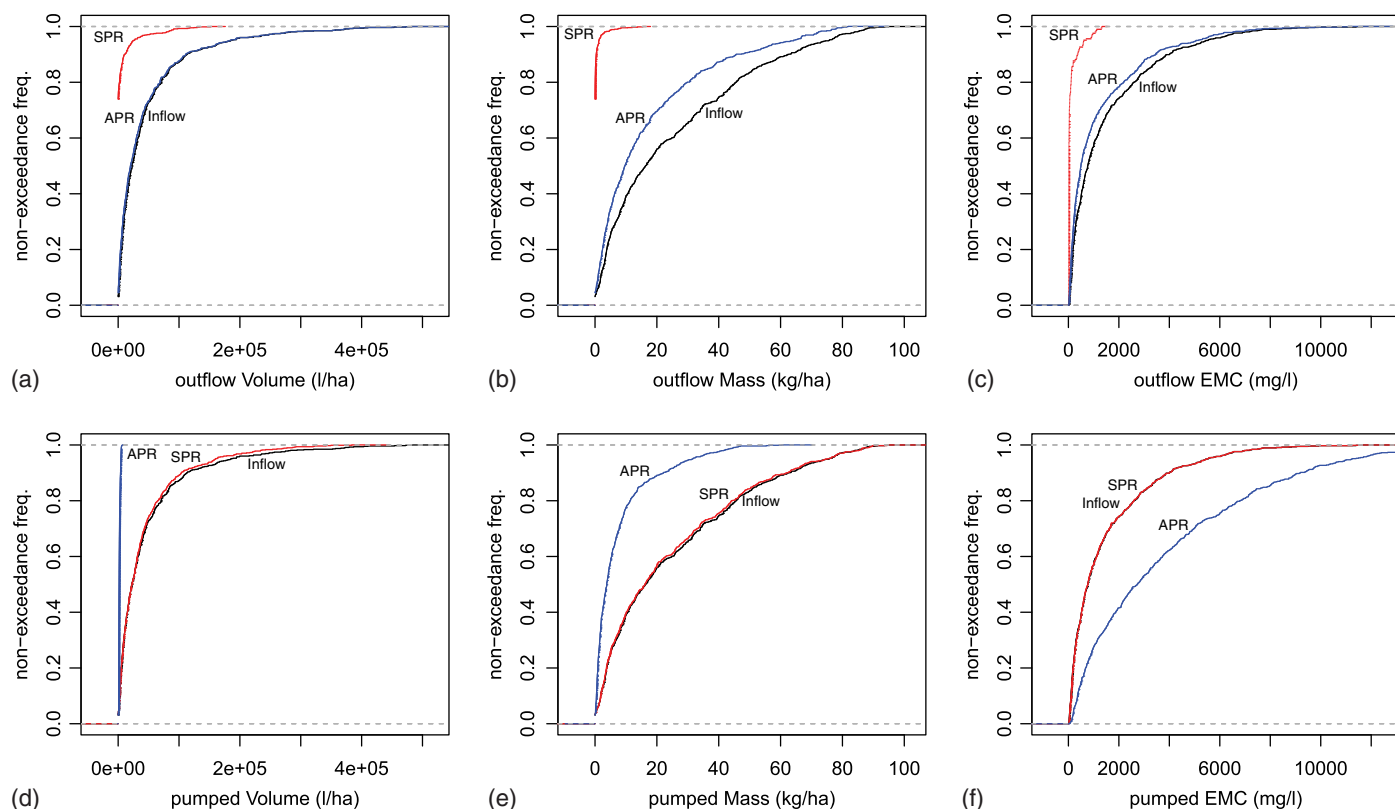 SPR
APR
Inflow
non−exceedance freq.
0.0 0.2 0.4 0.6 0.8 1.0
0e+00 2e+05 4e+05
(a)
outflow Volume (l/ha)
SPR
APR
Inflow
non−exceedance freq.
0.0 0.2 0.4 0.6 0.8 1.0
0 20 40 60 80 100
(b)
outflow Mass (kg/ha)
SPR
APR
Inflow
non−exceedance freq.
0.0 0.2 0.4 0.6 0.8 1.0
0 2000 6000 10000
(c)
outflow EMC (mg/l)
APR
SPR
Inflow
non−exceedance freq.
0.0 0.2 0.4 0.6 0.8 1.0
0e+00 2e+05 4e+05
(d)
pumped Volume (l/ha)
APR
SPR
Inflow
non−exceedance freq.
0.0 0.2 0.4 0.6 0.8 1.0
0 20 40 60 80 100
(e)
pumped Mass (kg/ha)
SPR
Inflow
APR
non−exceedance freq.
0.0 0.2 0.4 0.6 0.8 1.0
0 2000 6000 10000
(f)
pumped EMC (mg/l)